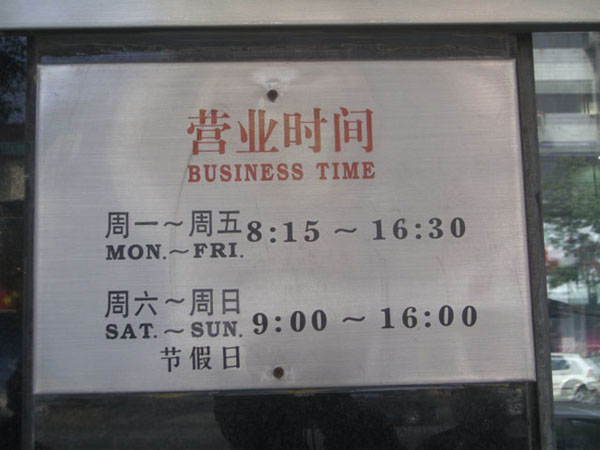 营业时间
BUSINESS TIME
周一～周五 8:15 ～ 16:30
MON.～FRI.
周六～周日 9:00 ～ 16:00
SAT.～SUN.
节假日